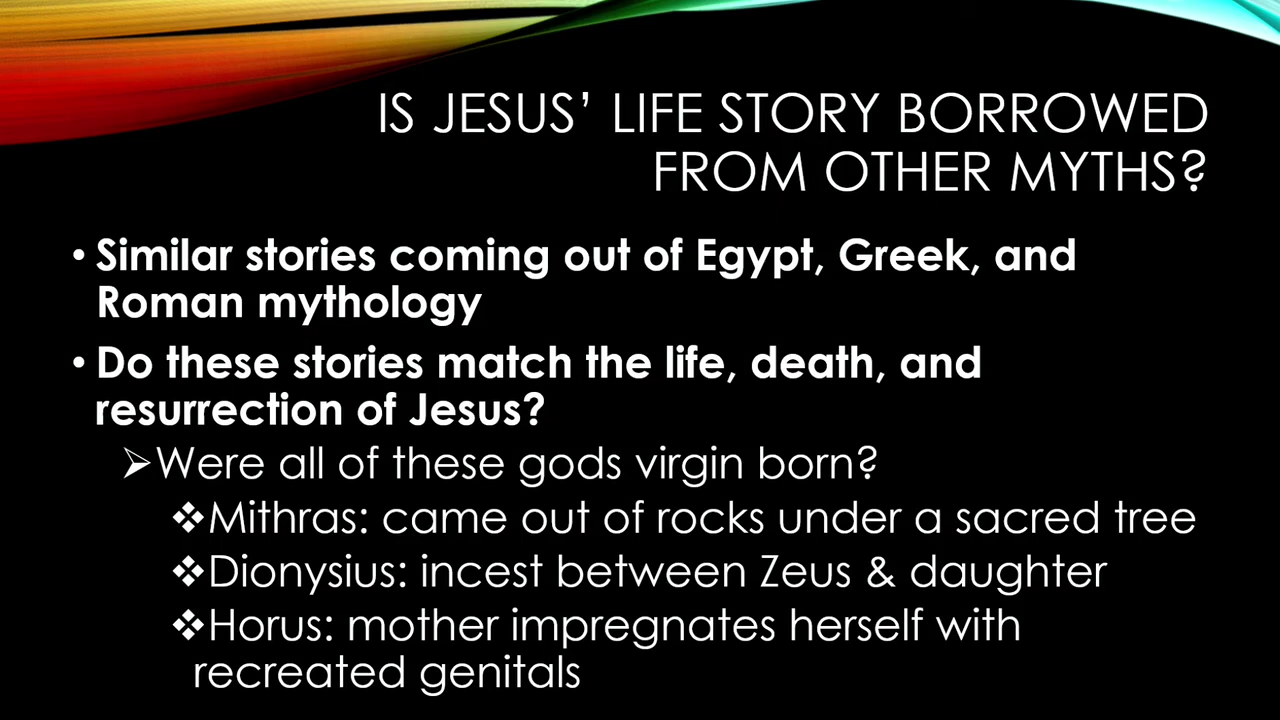 IS JESUS’ LIFE STORY BORROWED
FROM OTHER MYTHS?
• Similar stories coming out of Egypt, Greek, and
Roman mythology
• Do these stories match the life, death, and
resurrection of Jesus?
➢Were all of these gods virgin born?
❖Mithras: came out of rocks under a sacred tree
❖Dionysius: incest between Zeus & daughter
❖Horus: mother impregnates herself with
recreated genitals